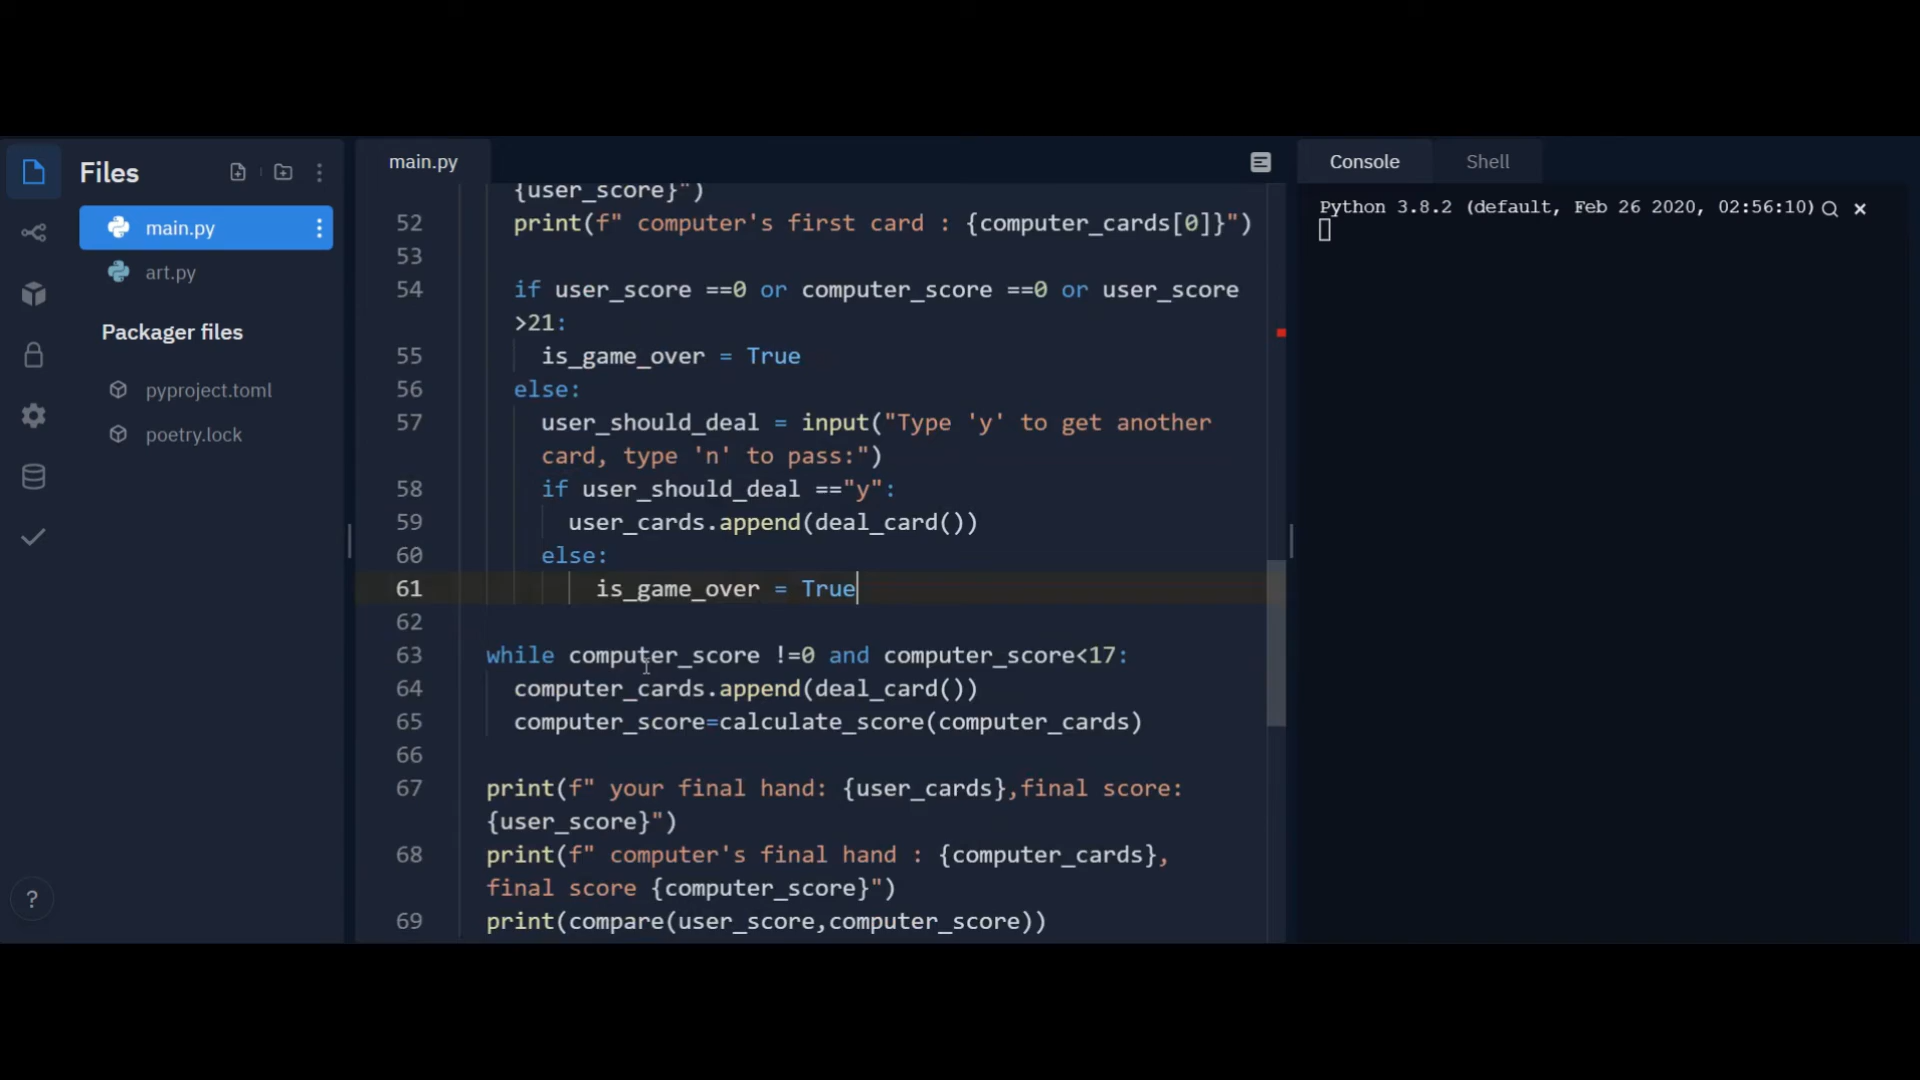 Files
main.py
art.py
Packager files
pyproject.toml
poetry.lock
?
main.py
{user_score}")
52 print(f" computer's first card : {computer_cards[0]}")
53
54 if user_score ==0 or computer_score ==0 or user_score
>21:
55 is_game_over = True
56 else:
57 user_should_deal = input("Type 'y' to get another
card, type 'n' to pass:")
58 if user_should_deal =="y":
59 user_cards.append(deal_card())
60 else:
61 is_game_over = True
62
63 while computer_score !=0 and computer_score<17:
64 computer_cards.append(deal_card())
65 computer_score=calculate_score(computer_cards)
66
67 print(f" your final hand: {user_cards},final score:
{user_score}")
68 print(f" computer's final hand : {computer_cards},
final score {computer_score}")
69 print(compare(user_score,computer_score))
Console Shell
Python 3.8.2 (default, Feb 26 2020, 02:56:10)